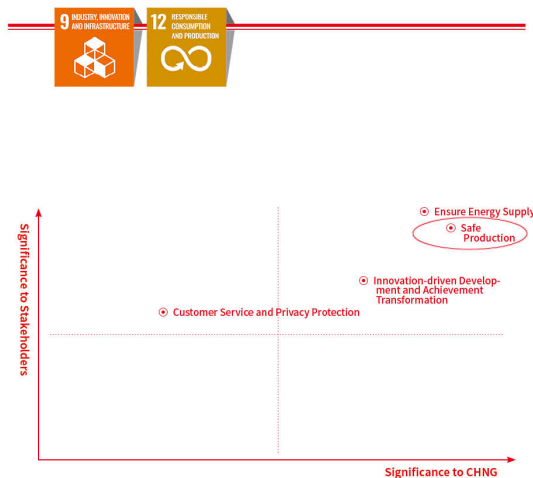 9 INDUSTRY, INNOVATION
AND INFRASTRUCTURE
12 RESPONSIBLE
CONSUMPTION
AND PRODUCTION
Significance to Stakeholders
Ensure Energy Supply
Safe
Production
Innovation-driven Develop-
ment and Achievement
Transformation
Customer Service and Privacy Protection
Significance to CHNG